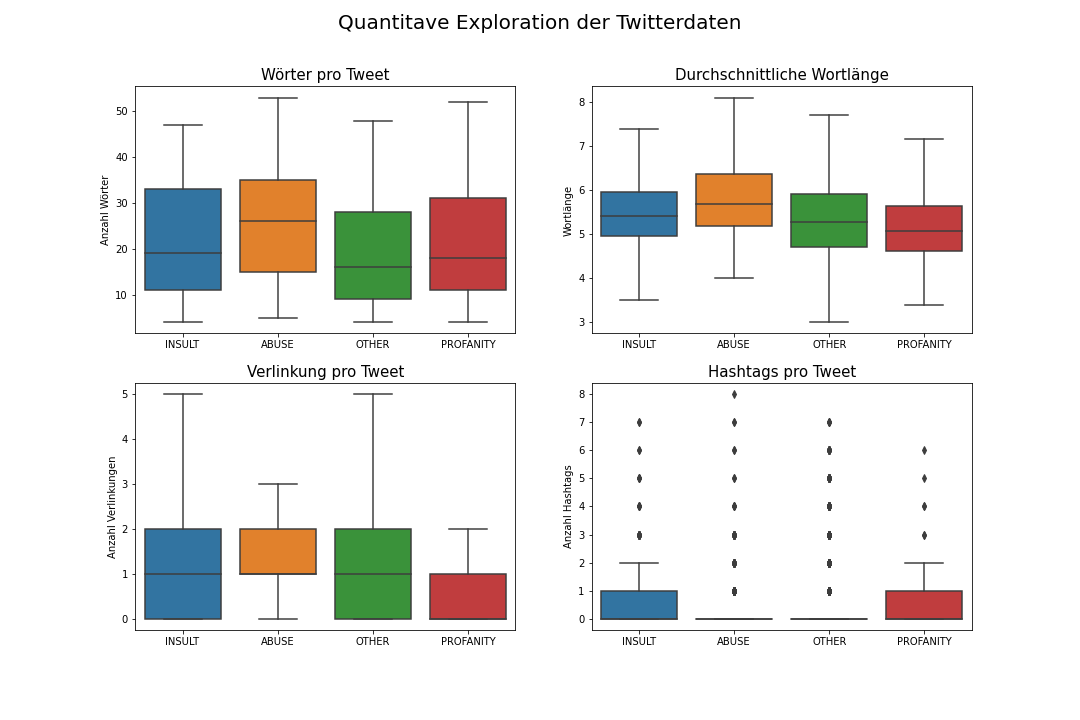 Quantitave Exploration der Twitterdaten
Wörter pro Tweet
Anzahl Wörter
50
40
30
20
10
INSULT ABUSE OTHER PROFANITY
Durchschnittliche Wortlänge
Wortlänge
8
7
6
5
4
3
INSULT ABUSE OTHER PROFANITY
Verlinkung pro Tweet
Anzahl Verlinkungen
5
4
3
2
1
0
INSULT ABUSE OTHER PROFANITY
Hashtags pro Tweet
Anzahl Hashtags
8
7
6
5
4
3
2
1
0
INSULT ABUSE OTHER PROFANITY